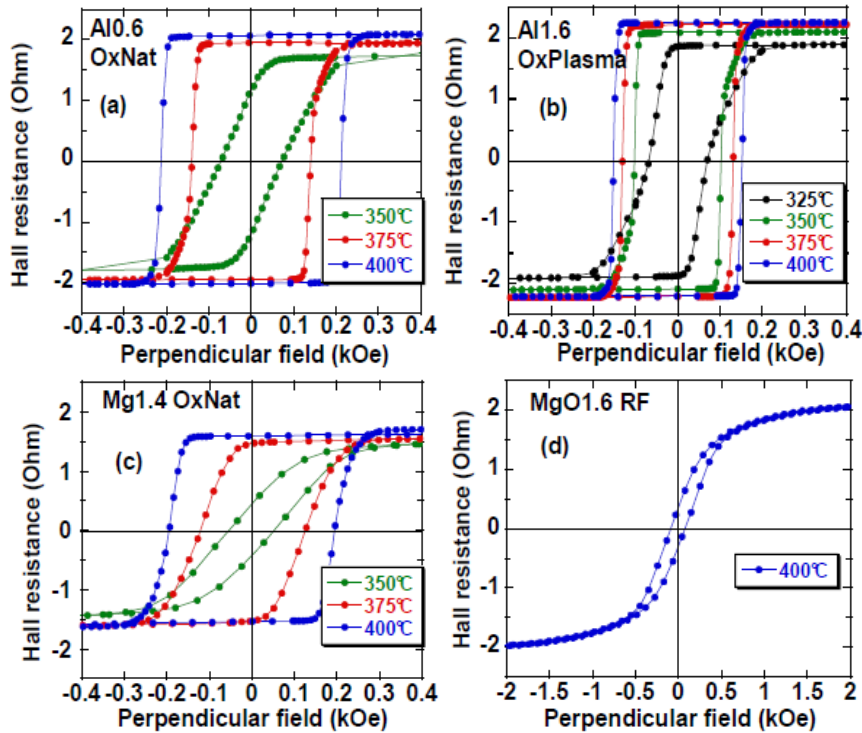 Al0.6
OxNat
(a)
Hall resistance (Ohm)
2
1
0
-1
-2
350°C
375°C
400°C
-0.4 -0.3 -0.2 -0.1 0 0.1 0.2 0.3 0.4
Perpendicular field (kOe)
Al1.6
OxPlasma
(b)
Hall resistance (Ohm)
2
1
0
-1
-2
325°C
350°C
375°C
400°C
-0.4 -0.3 -0.2 -0.1 0 0.1 0.2 0.3 0.4
Perpendicular field (kOe)
Mg1.4 OxNat
(c)
Hall resistance (Ohm)
2
1
0
-1
-2
350°C
375°C
400°C
-0.4 -0.3 -0.2 -0.1 0 0.1 0.2 0.3 0.4
Perpendicular field (kOe)
MgO1.6 RF
(d)
Hall resistance (Ohm)
2
1
0
-1
-2
400°C
-2 -1.5 -1 -0.5 0 0.5 1 1.5 2
Perpendicular field (kOe)